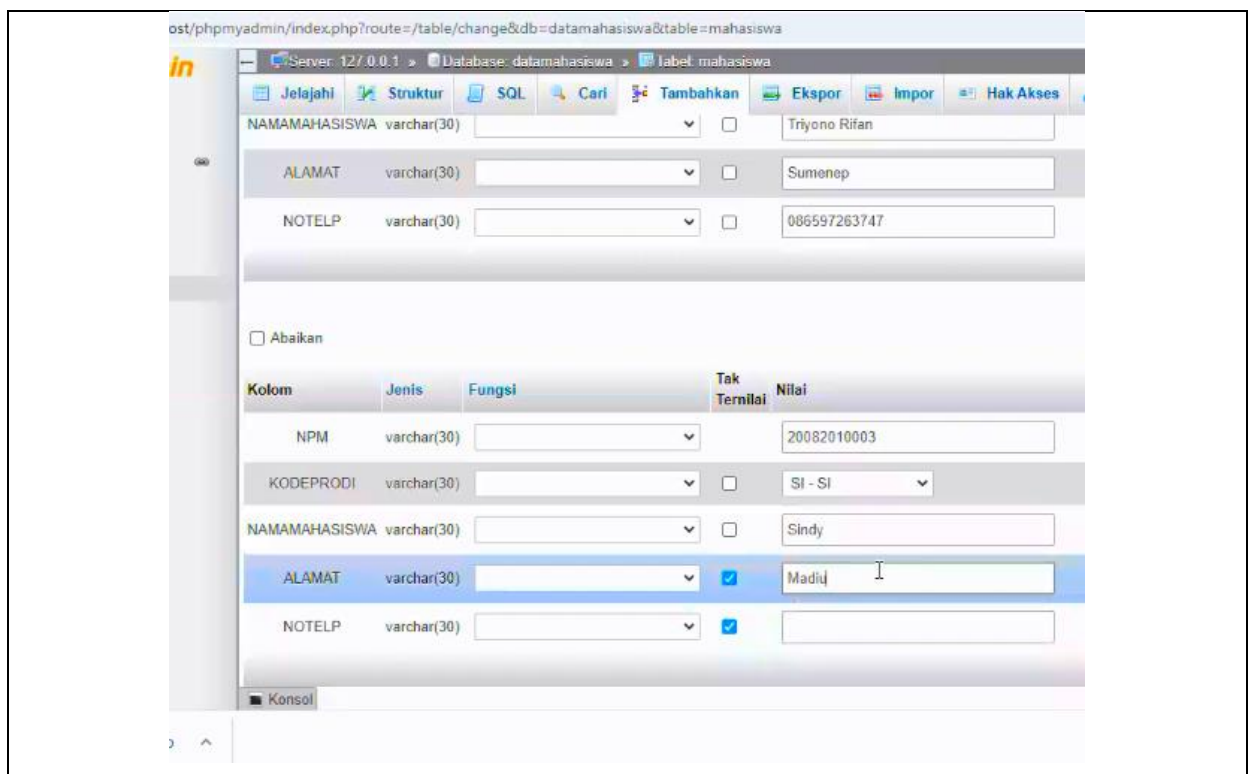 ost/phpmyadmin/index.php?route=/table/change&db=datamahasiswa&table=mahasiswa
in
Server: 127.0.0.1 » Database: datamahasiswa » Tabel: mahasiswa
Jelajahi Struktur SQL Cari Tambahkan Ekspor Impor Hak Akses
NAMAMAHASISWA varchar(30) Triyono Rifan
ALAMAT varchar(30) Sumenep
NOTELP varchar(30) 086597263747
Abaikan
Kolom Jenis Fungsi Tak Ternilai Nilai
NPM varchar(30) 20082010003
KODEPRODI varchar(30) SI - SI
NAMAMAHASISWA varchar(30) Sindy
ALAMAT varchar(30) Madiu
NOTELP varchar(30)
Konsol